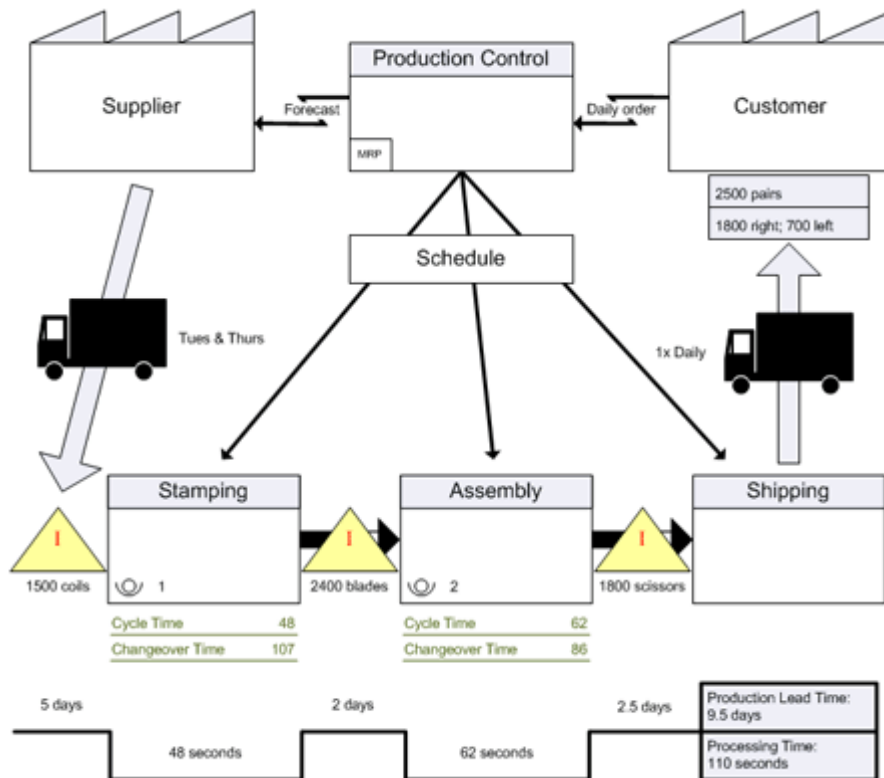 Supplier
Forecast
Production Control
MRP
Daily order
Customer
2500 pairs
1800 right; 700 left
Schedule
Tues & Thurs
1x Daily
Stamping
Assembly
Shipping
I
I
I
1500 coils
1
2400 blades
2
1800 scissors
Cycle Time 48
Changeover Time 107
Cycle Time 62
Changeover Time 86
5 days
48 seconds
2 days
62 seconds
2.5 days
Production Lead Time:
9.5 days
Processing Time:
110 seconds